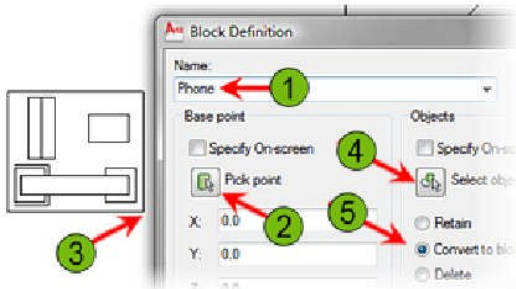 Block Definition
Name:
Phone
1
Base point
Objects
Specify On-screen
Specify On-sc
4
Pick point
Select obje
2
5
X: 0.0
Retain
3
Y: 0.0
Convert to blo
Delete